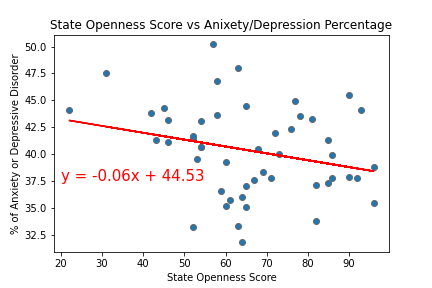 State Openness Score vs Anixety/Depression Percentage
50.0
47.5
45.0
42.5
40.0
37.5
35.0
32.5
% of Anxiety or Depressive Disorder
y = -0.06x + 44.53
20 30 40 50 60 70 80 90
State Openness Score